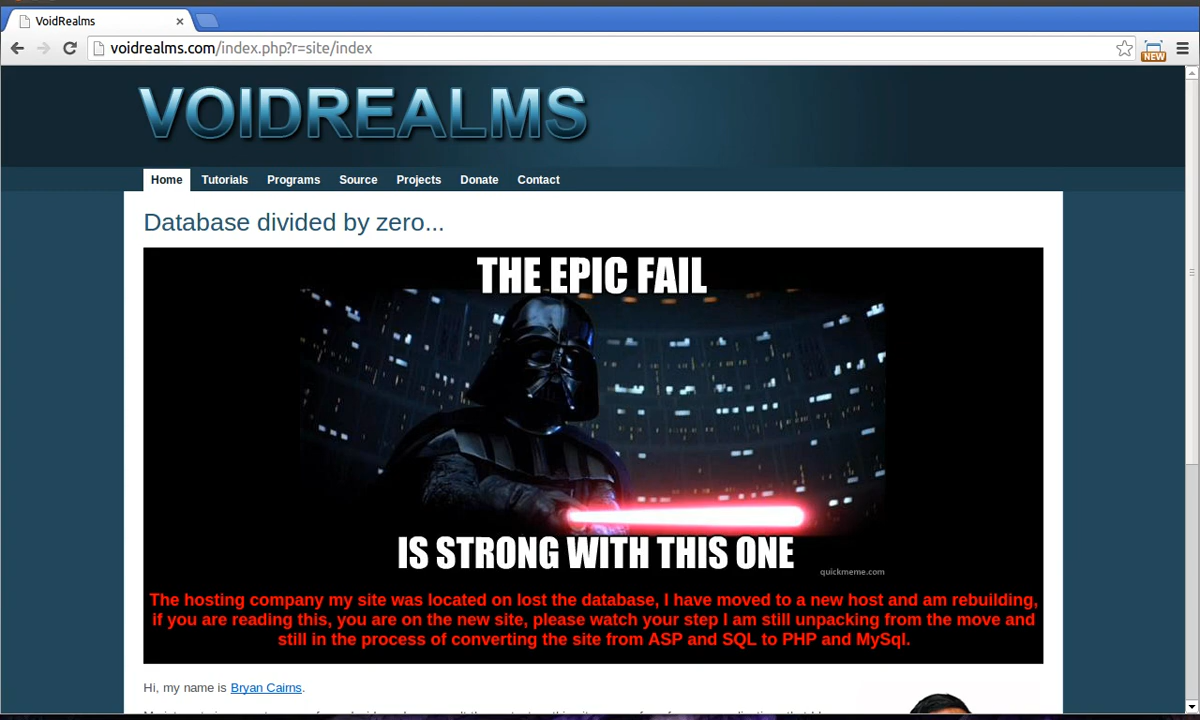 VoidRealms
voidrealms.com/index.php?r=site/index
NEW
VOIDREALMS
Home Tutorials Programs Source Projects Donate Contact
Database divided by zero...
THE EPIC FAIL
IS STRONG WITH THIS ONE
quickmeme.com
The hosting company my site was located on lost the database, I have moved to a new host and am rebuilding,
if you are reading this, you are on the new site, please watch your step I am still unpacking from the move and
still in the process of converting the site from ASP and SQL to PHP and MySql.
Hi, my name is Bryan Cairns.